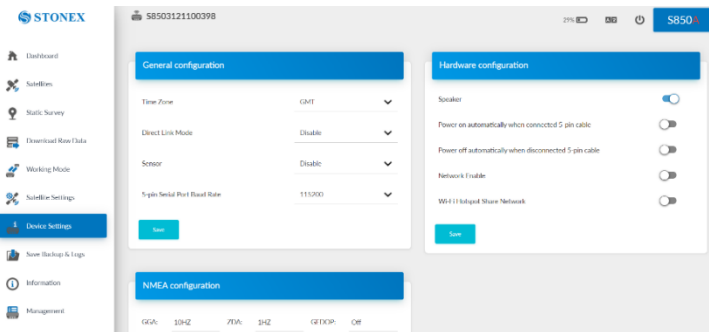 STONEX
S8503121100398
25%
S850A
Dashboard
Satellites
Static Survey
Download Raw Data
Working Mode
Satellite Settings
Device Settings
Save Backup & Logs
Information
Management
General configuration
Time Zone GMT
Direct Link Mode Disable
Sensor Disable
5-pin Serial Port Baud Rate 115200
Save
Hardware configuration
Speaker
Power on automatically when connected 5-pin cable
Power off automatically when disconnected 5-pin cable
Network Enable
Wi-Fi Hotspot Share Network
Save
NMEA configuration
GGA: 10HZ ZDA: 1HZ GFDOP: Off